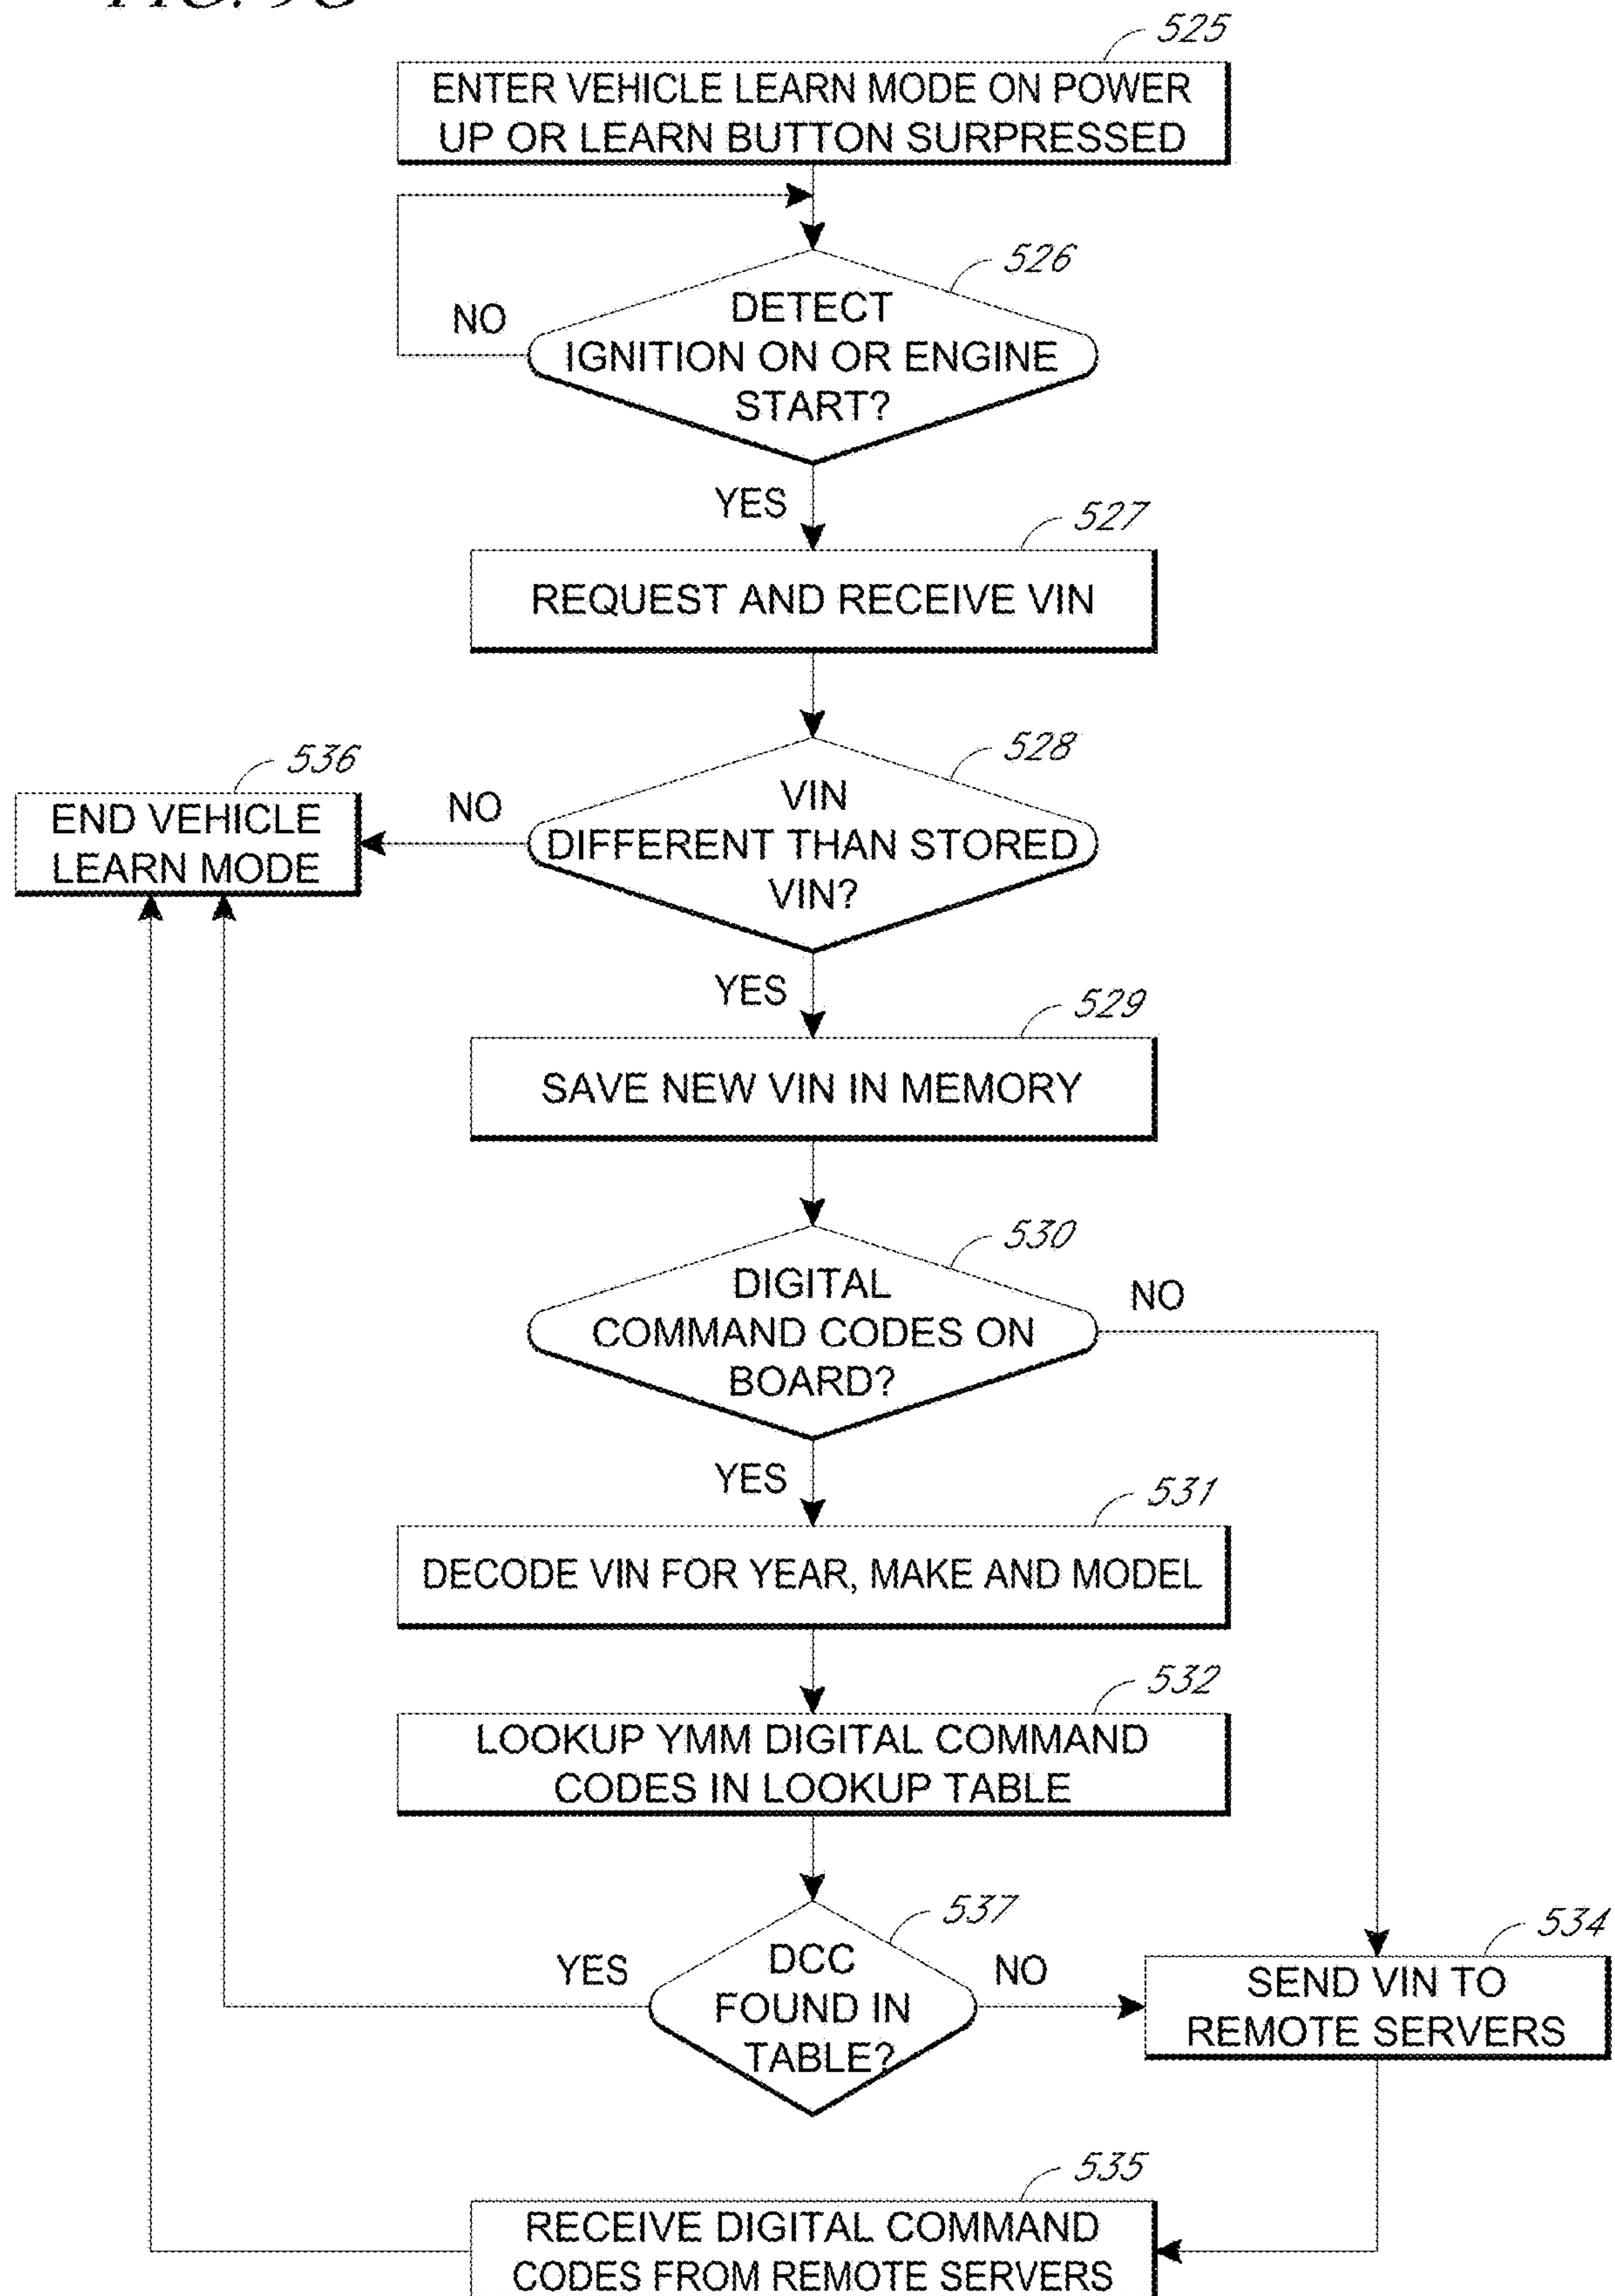 525
ENTER VEHICLE LEARN MODE ON POWER
UP OR LEARN BUTTON SURPRESSED
526
NO
DETECT
IGNITION ON OR ENGINE
START?
YES
527
REQUEST AND RECEIVE VIN
528
536
END VEHICLE
LEARN MODE
NO
VIN
DIFFERENT THAN STORED
VIN?
YES
529
SAVE NEW VIN IN MEMORY
530
DIGITAL
COMMAND CODES ON
BOARD?
NO
YES
531
DECODE VIN FOR YEAR, MAKE AND MODEL
532
LOOKUP YMM DIGITAL COMMAND
CODES IN LOOKUP TABLE
537
YES
DCC
FOUND IN
TABLE?
NO
534
SEND VIN TO
REMOTE SERVERS
535
RECEIVE DIGITAL COMMAND
CODES FROM REMOTE SERVERS